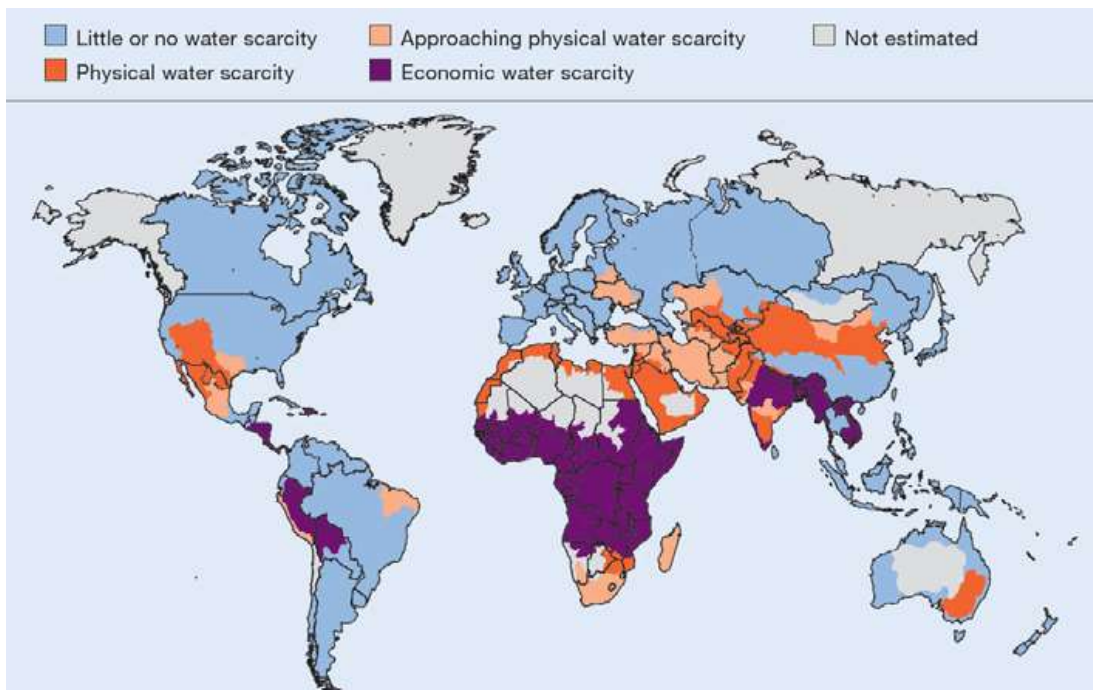 Little or no water scarcity
Approaching physical water scarcity
Not estimated
Physical water scarcity
Economic water scarcity